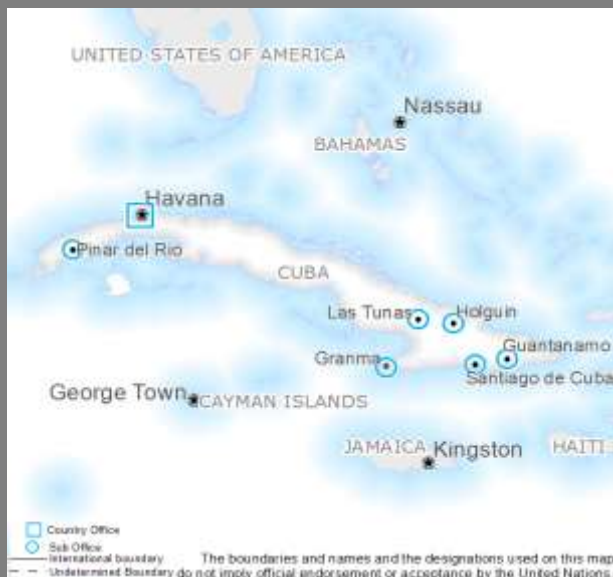 UNITED STATES OF AMERICA
Nassau
BAHAMAS
Havana
Pinar del Rio
CUBA
Las Tunas
Holguin
Granma
Guantanamo
Santiago de Cuba
George Town
CAYMAN ISLANDS
JAMAICA
Kingston
HAITI
Country Office
Sub Office
International boundary
The boundaries and names and the designations used on this map
Undetermined Boundary
do not imply official endorsement or acceptance by the United Nations